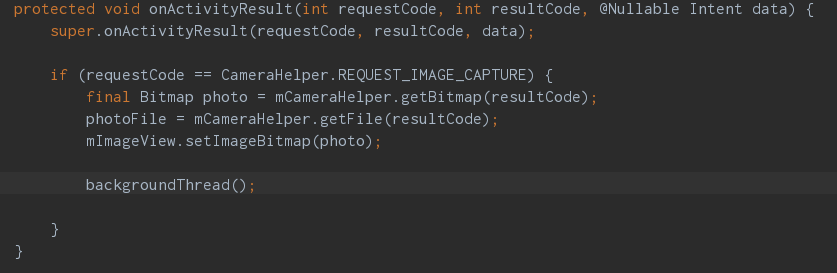 protected void onActivityResult(int requestCode, int resultCode, @Nullable Intent data) {
super.onActivityResult(requestCode, resultCode, data);
if (requestCode == CameraHelper.REQUEST_IMAGE_CAPTURE) {
final Bitmap photo = mCameraHelper.getBitmap(resultCode);
photoFile = mCameraHelper.getFile(resultCode);
mImageView.setImageBitmap(photo);
backgroundThread();
}
}